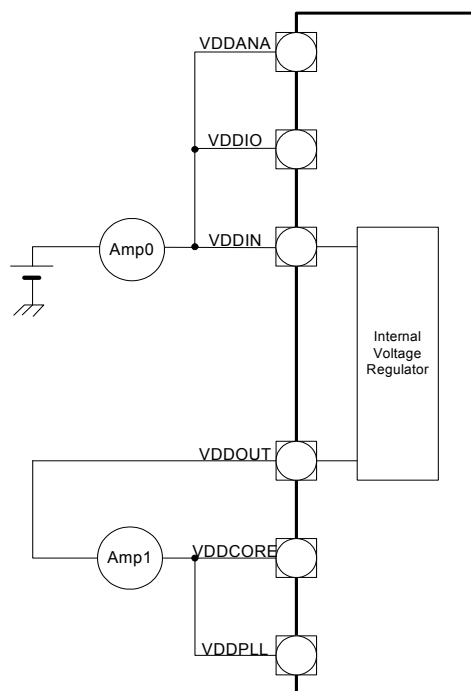 VDDANA
VDDIO
Amp0
VDDIN
Internal
Voltage
Regulator
VDDOUT
Amp1
VDDCORE
VDDPLL